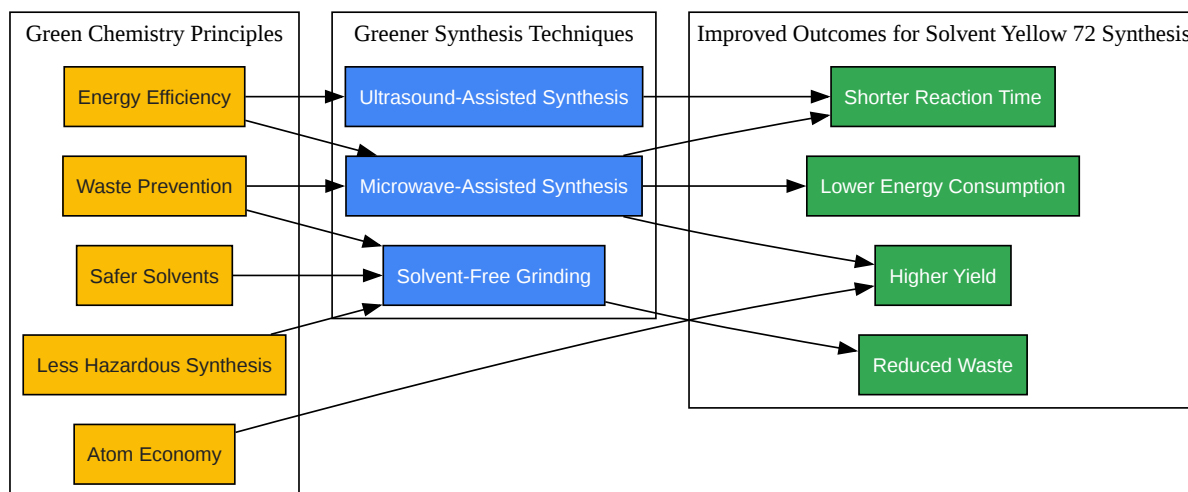 Green Chemistry Principles
Energy Efficiency
Waste Prevention
Safer Solvents
Less Hazardous Synthesis
Atom Economy
Greener Synthesis Techniques
Ultrasound-Assisted Synthesis
Microwave-Assisted Synthesis
Solvent-Free Grinding
Improved Outcomes for Solvent Yellow 72 Synthesis
Shorter Reaction Time
Lower Energy Consumption
Higher Yield
Reduced Waste